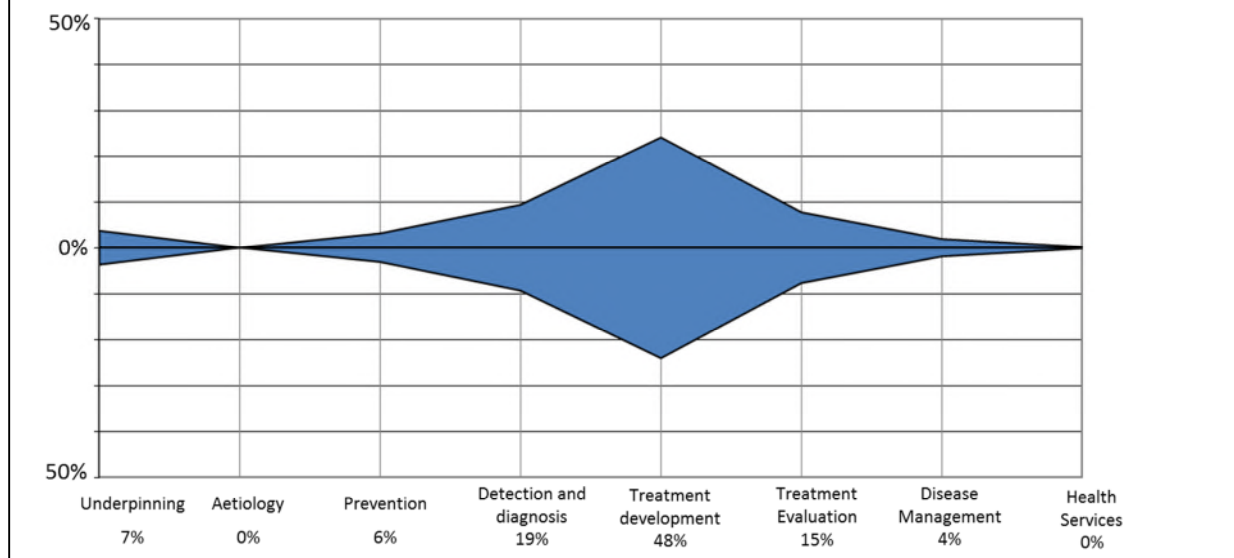 50%
0%
50%
Underpinning
7%
Aetiology
0%
Prevention
6%
Detection and
diagnosis
19%
Treatment
development
48%
Treatment
Evaluation
15%
Disease
Management
4%
Health
Services
0%